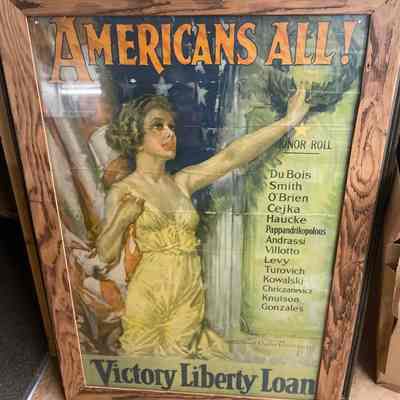 AMERICANS ALL!
HONOR ROLL
Du Bois
Smith
O'Brien
Cejka
Haucke
Pappandrikopolous
Andrassi
Villotto
Levy
Turovich
Kowalski
Chriczanevicz
Knutson
Gonzales
Victory Liberty Loan